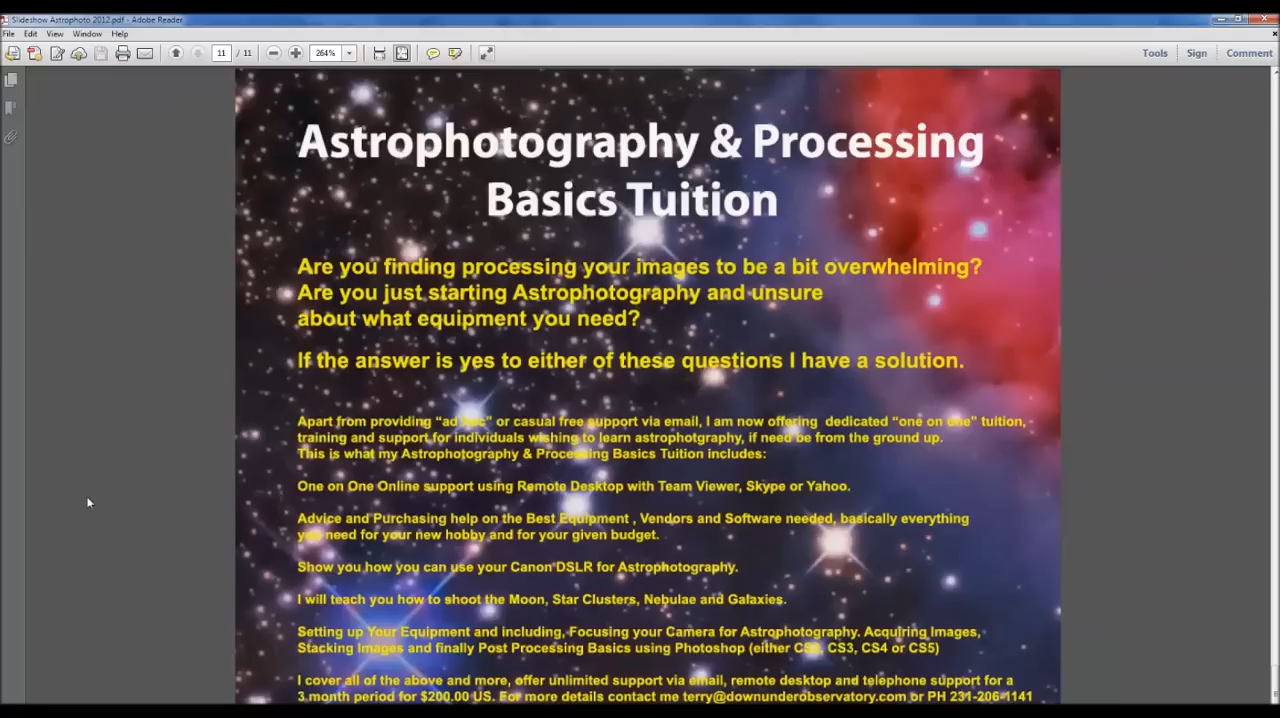 Slideshow Astrophoto 2012.pdf - Adobe Reader
File Edit View Window Help
11 / 11 264% Tools Sign Comment
Astrophotography & Processing
Basics Tuition
Are you finding processing your images to be a bit overwhelming?
Are you just starting Astrophotography and unsure
about what equipment you need?
If the answer is yes to either of these questions I have a solution.
Apart from providing “ad hoc” or casual free support via email, I am now offering dedicated “one on one” tuition,
training and support for individuals wishing to learn astrophotgraphy, if need be from the ground up.
This is what my Astrophotography & Processing Basics Tuition includes:
One on One Online support using Remote Desktop with Team Viewer, Skype or Yahoo.
Advice and Purchasing help on the Best Equipment , Vendors and Software needed, basically everything
you need for your new hobby and for your given budget.
Show you how you can use your Canon DSLR for Astrophotography.
I will teach you how to shoot the Moon, Star Clusters, Nebulae and Galaxies.
Setting up Your Equipment and including, Focusing your Camera for Astrophotography. Acquiring Images,
Stacking Images and finally Post Processing Basics using Photoshop (either CS2, CS3, CS4 or CS5)
I cover all of the above and more, offer unlimited support via email, remote desktop and telephone support for a
3 month period for $200.00 US. For more details contact me terry@downunderobservatory.com or PH 231-206-1141